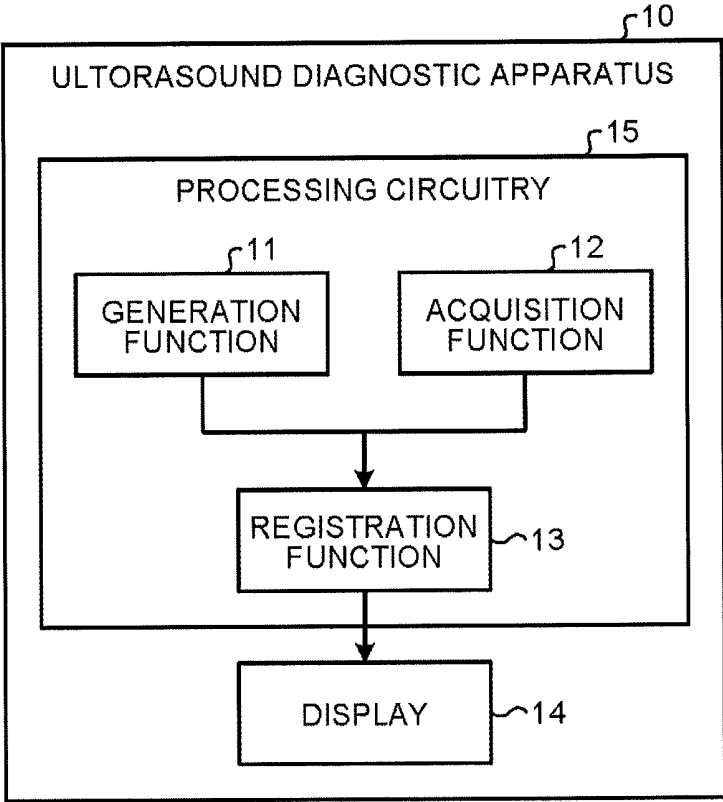 10
ULTORASOUND DIAGNOSTIC APPARATUS
15
PROCESSING CIRCUITRY
11
12
GENERATION
FUNCTION
ACQUISITION
FUNCTION
REGISTRATION
FUNCTION
13
DISPLAY
14